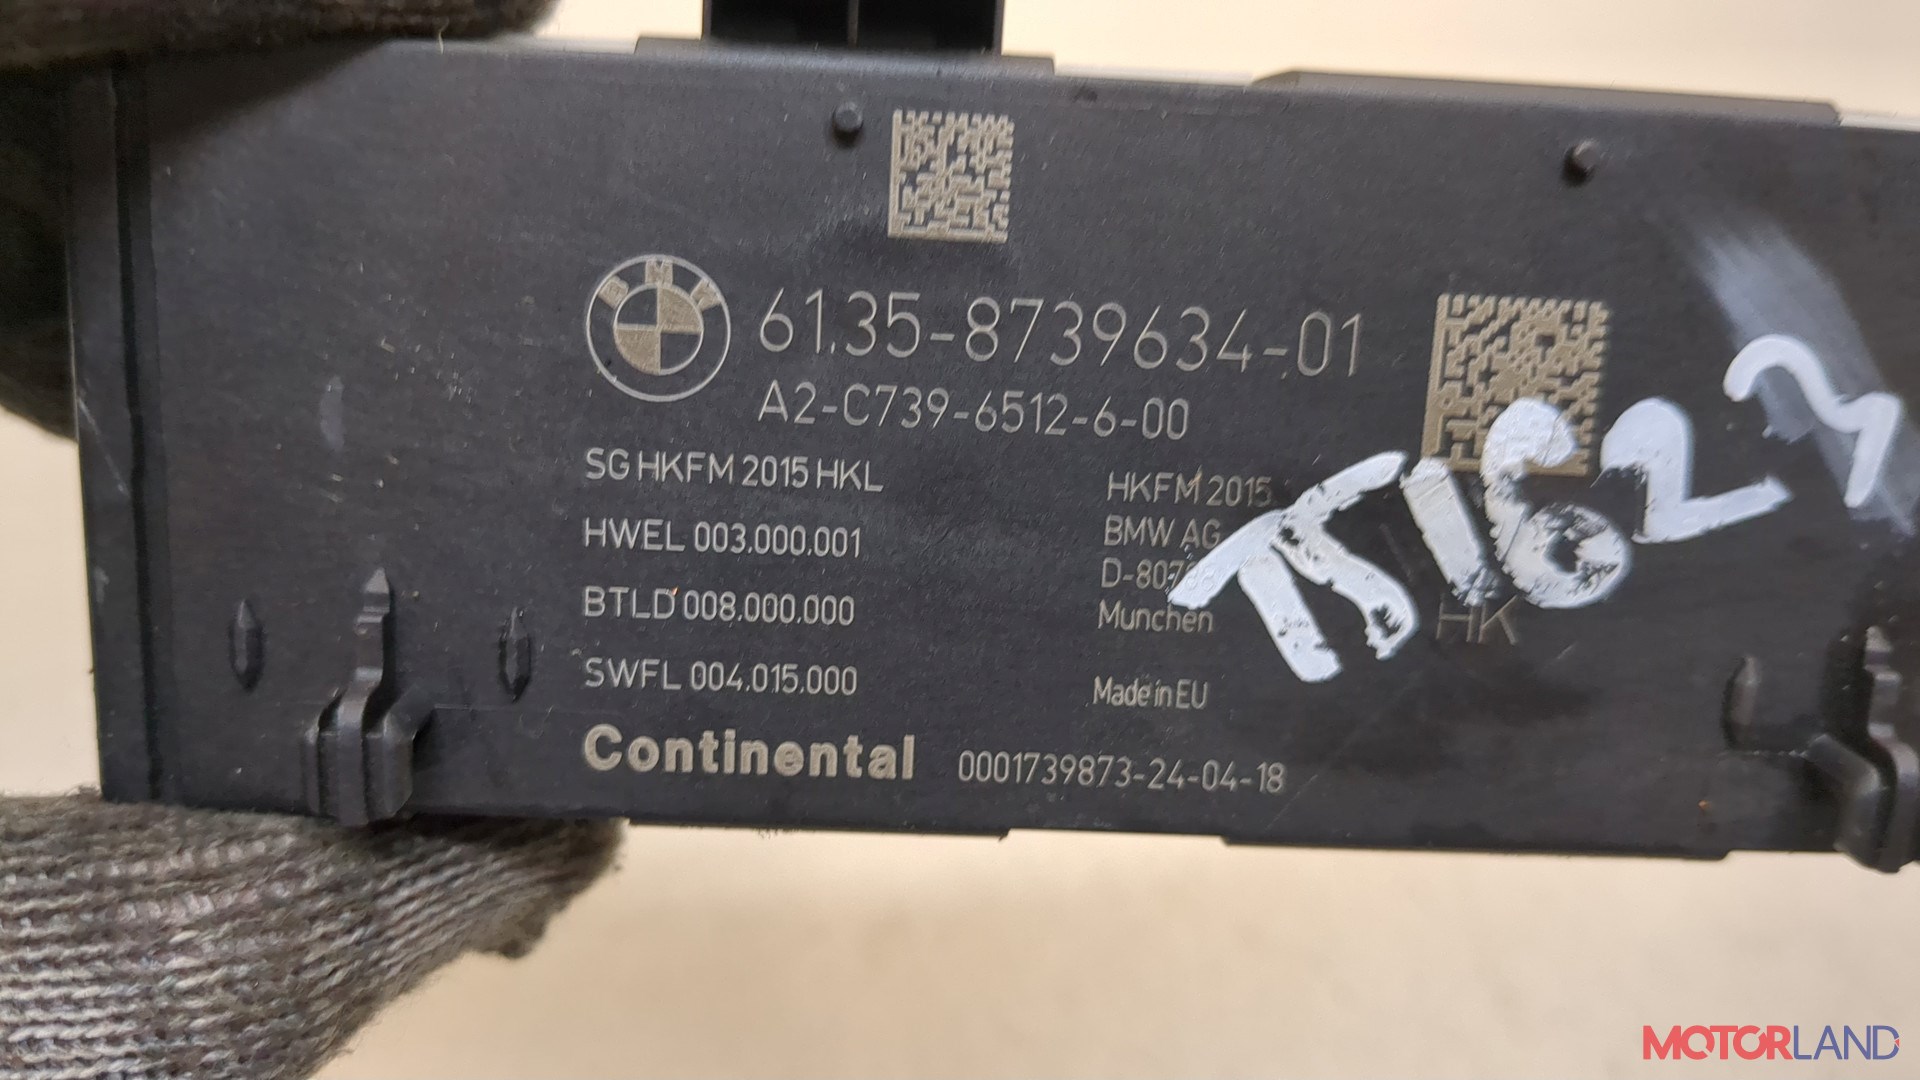 BMW
61.35-8739634-01
A2-C739-6512-6-00
SG HKFM 2015 HKL
HWEL 003.000.001
BTLD 008.000.000
SWFL 004.015.000
Continental 0001739873-24-04-18
HKFM 2015
BMW AG
Munchen
Made in EU
HK
MOTORLAND